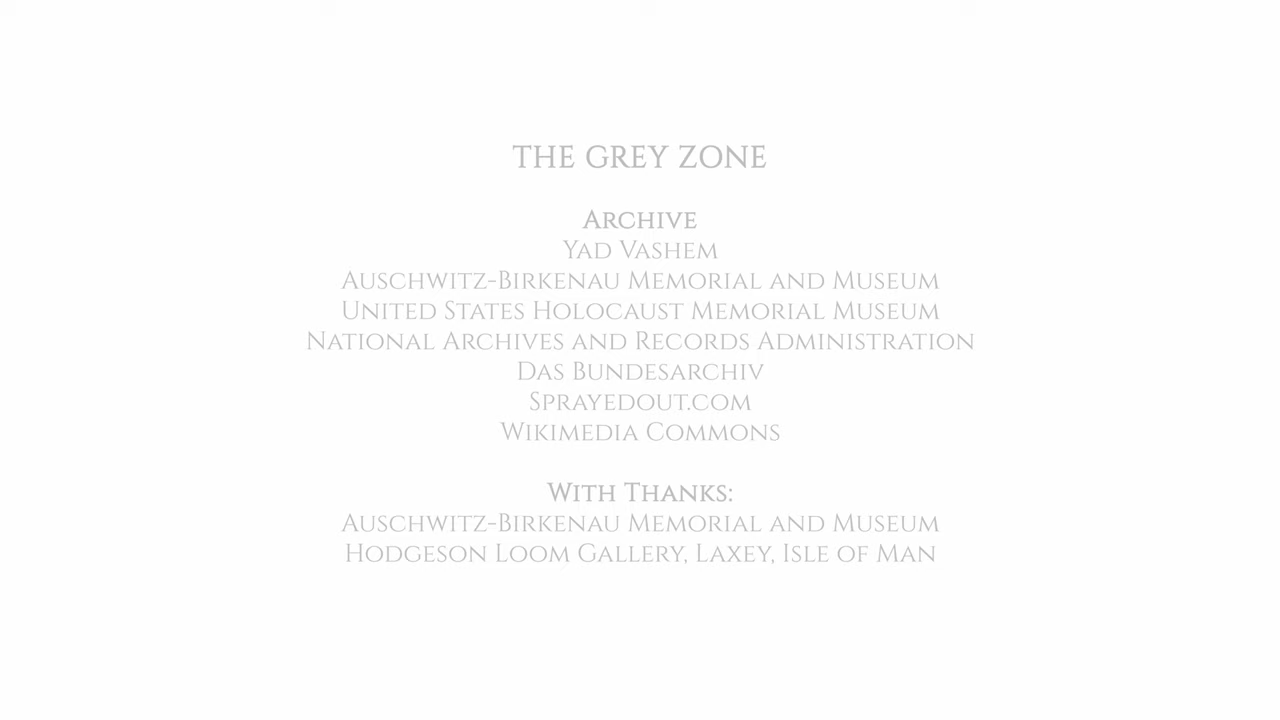 THE GREY ZONE
ARCHIVE
YAD VASHEM
AUSCHWITZ-BIRKENAU MEMORIAL AND MUSEUM
UNITED STATES HOLOCAUST MEMORIAL MUSEUM
NATIONAL ARCHIVES AND RECORDS ADMINISTRATION
DAS BUNDESARCHIV
SPRAYEDOUT.COM
WIKIMEDIA COMMONS
WITH THANKS:
AUSCHWITZ-BIRKENAU MEMORIAL AND MUSEUM
HODGESON LOOM GALLERY, LAXEY, ISLE OF MAN